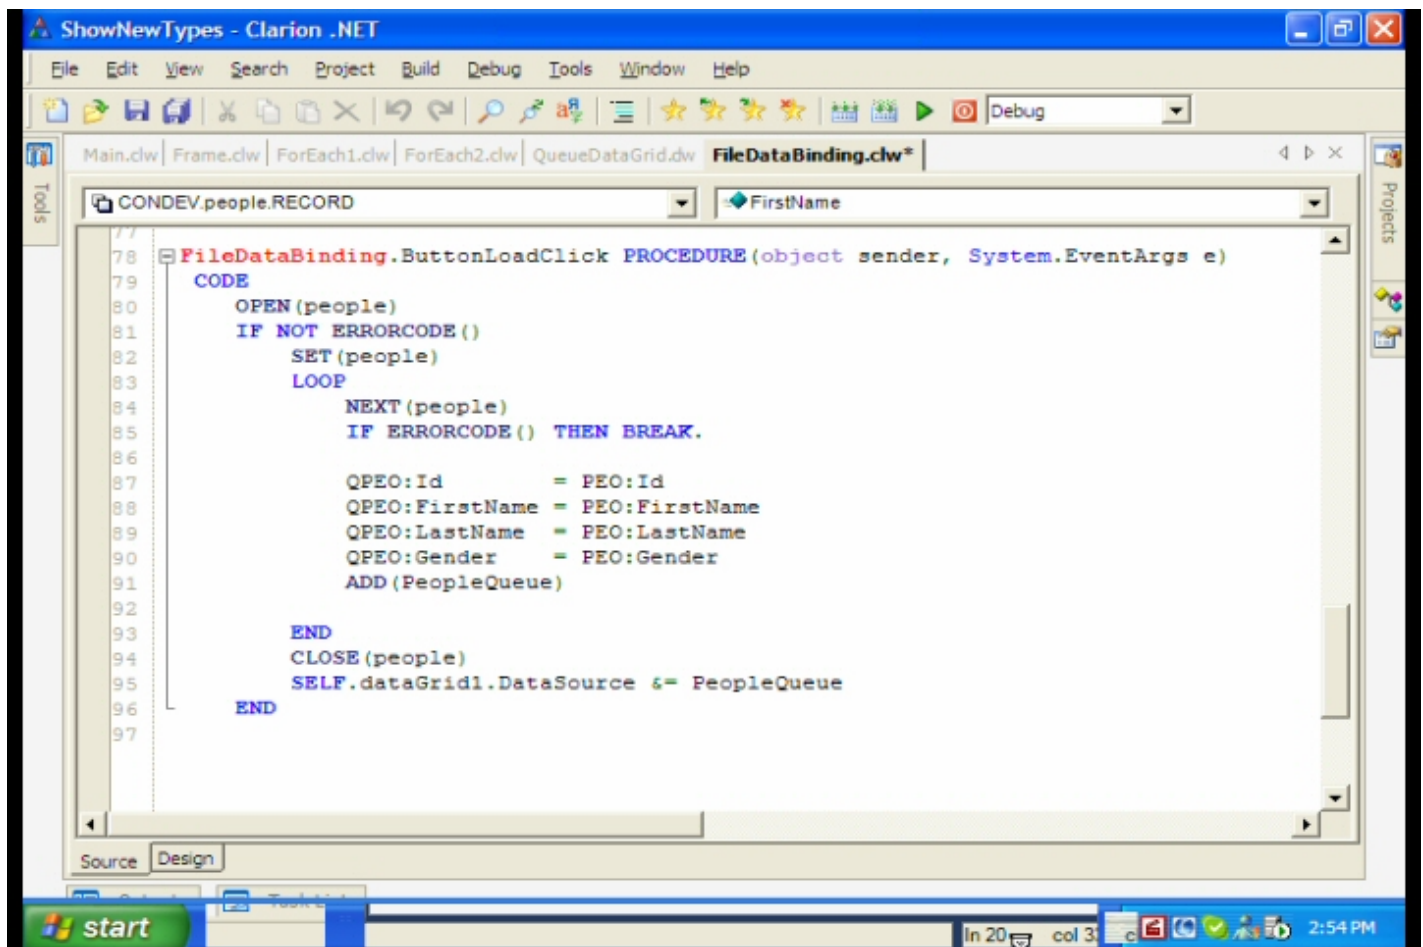 ShowNewTypes - Clarion .NET
File Edit View Search Project Build Debug Tools Window Help
Debug
Main.clw ForEach1.clw ForEach2.clw QueueDataGrid.clw FileDataBinding.clw*
Frame.clw
Tools
Projects
CONDEV.people.RECORD FirstName
77
78 FileDataBinding.ButtonLoadClick PROCEDURE(object sender, System.EventArgs e)
79 CODE
80 OPEN(people)
81 IF NOT ERRORCODE()
82 SET(people)
83 LOOP
84 NEXT(people)
85 IF ERRORCODE() THEN BREAK.
86
87 QPEO:Id = PEO:Id
88 QPEO:FirstName = PEO:FirstName
89 QPEO:LastName = PEO:LastName
90 QPEO:Gender = PEO:Gender
91 ADD(PeopleQueue)
92
93 END
94 CLOSE(people)
95 SELF.dataGrid1.DataSource &= PeopleQueue
96 END
97
Source Design
start
ln 20 col 2:54 PM